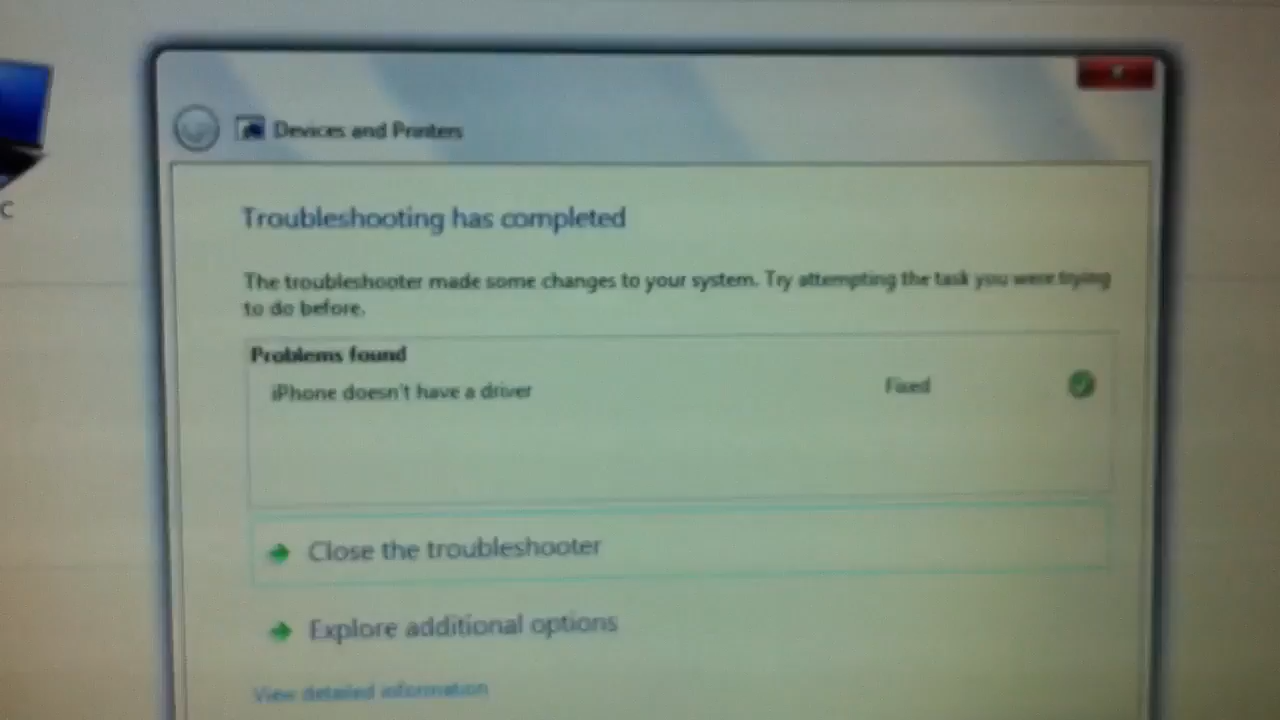 Devices and Printers
C
Troubleshooting has completed
The troubleshooter made some changes to your system. Try attempting the task you were trying
to do before.
Problems found
iPhone doesn't have a driver Fixed
Close the troubleshooter
Explore additional options
View detailed information